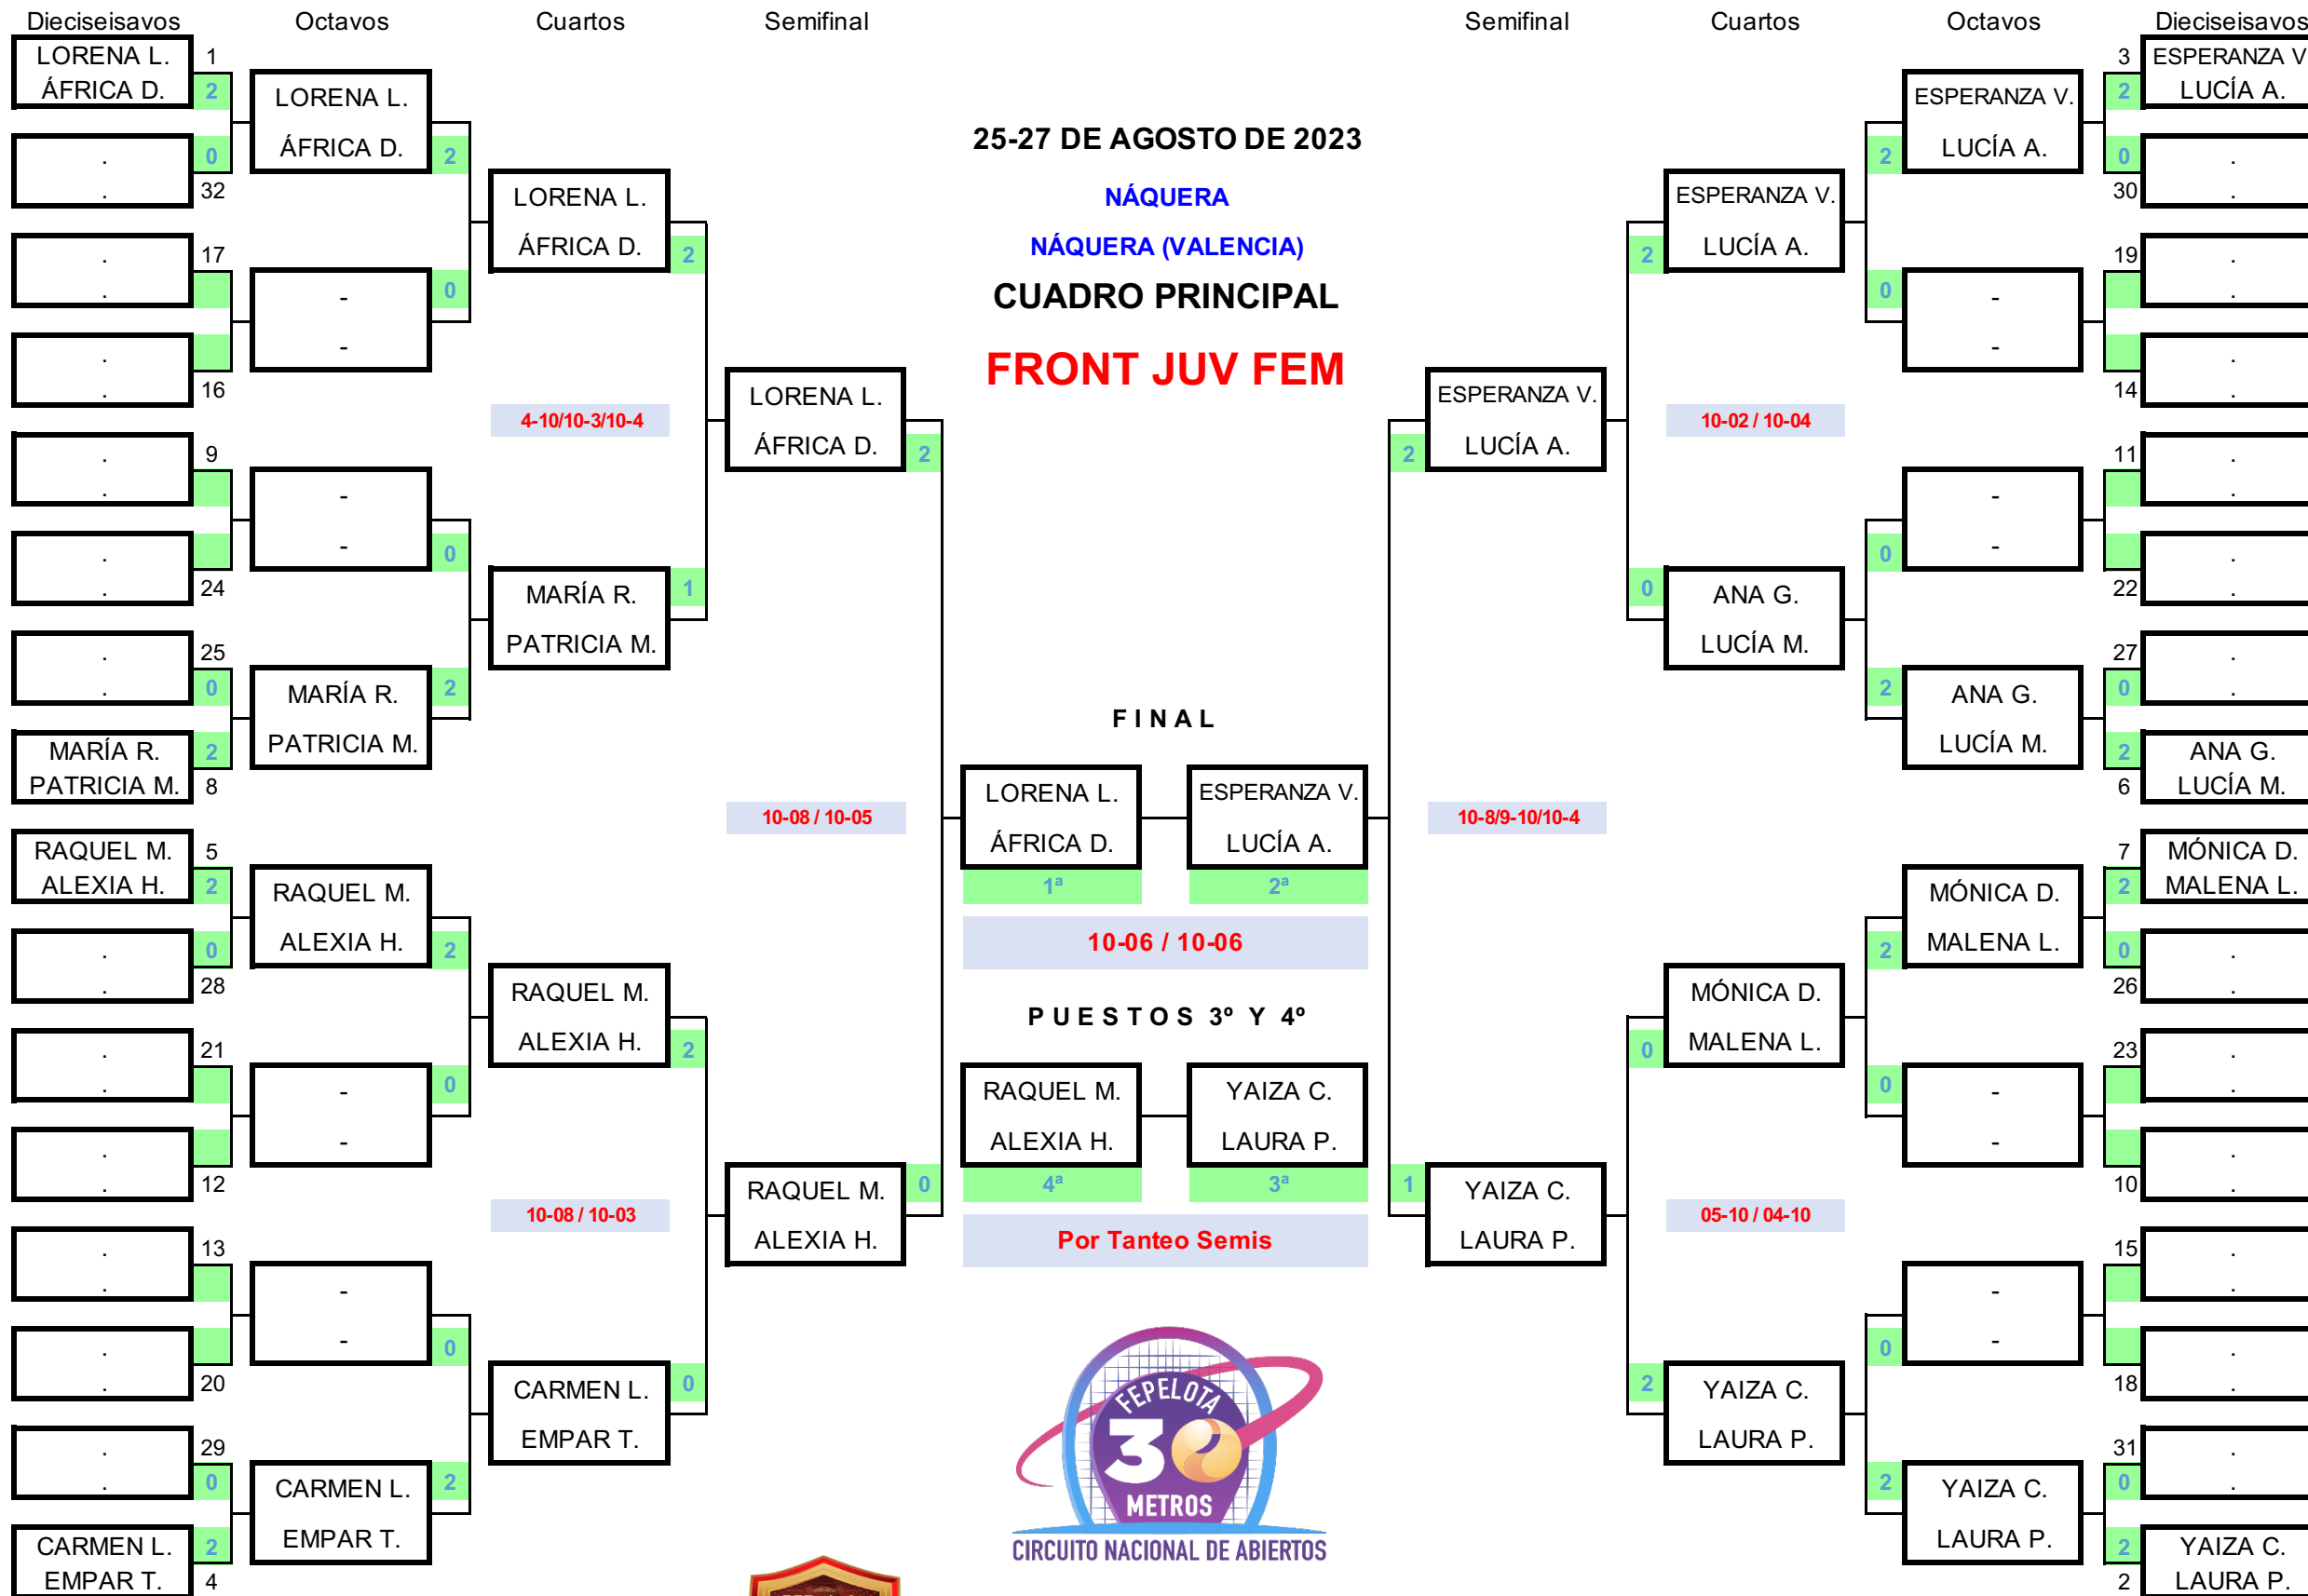 Dieciseisavos Octavos Cuartos Semifinal Semifinal Cuartos Octavos Dieciseisavos
LORENA L. 1
ÁFRICA D. 2
. 0
. 32
. 17
.
.
. 16
. 9
.
.
. 24
. 25
. 0
MARÍA R. 2
PATRICIA M. 8
RAQUEL M. 5
ALEXIA H. 2
. 0
. 28
. 21
.
.
. 12
. 13
.
.
. 20
. 29
. 0
CARMEN L. 2
EMPAR T. 4
LORENA L.
ÁFRICA D. 2
- 0
-
-
- 0
MARÍA R. 2
PATRICIA M.
RAQUEL M.
ALEXIA H. 2
- 0
-
-
- 0
CARMEN L. 2
EMPAR T.
LORENA L.
ÁFRICA D. 2
4-10/10-3/10-4
MARÍA R. 1
PATRICIA M.
RAQUEL M.
ALEXIA H. 2
10-08 / 10-03
CARMEN L. 0
EMPAR T.
LORENA L.
ÁFRICA D. 2
10-08 / 10-05
RAQUEL M. 0
ALEXIA H.
25-27 DE AGOSTO DE 2023
NÁQUERA
NÁQUERA (VALENCIA)
CUADRO PRINCIPAL
FRONT JUV FEM
FINAL
LORENA L. ESPERANZA V.
ÁFRICA D. LUCÍA A.
1ª 2ª
10-06 / 10-06
PUESTOS 3º Y 4º
RAQUEL M. YAIZA C.
ALEXIA H. LAURA P.
4ª 3ª
Por Tanteo Semis
FEPELOTA
30
METROS
CIRCUITO NACIONAL DE ABIERTOS
ESPERANZA V.
2 LUCÍA A.
10-8/9-10/10-4
1 YAIZA C.
LAURA P.
ESPERANZA V.
2 LUCÍA A.
10-02 / 10-04
0 ANA G.
LUCÍA M.
MÓNICA D.
0 MALENA L.
05-10 / 04-10
2 YAIZA C.
LAURA P.
ESPERANZA V.
2 LUCÍA A.
0 -
-
-
0 -
2 ANA G.
LUCÍA M.
MÓNICA D.
2 MALENA L.
0 -
-
-
0 -
2 YAIZA C.
LAURA P.
3 ESPERANZA V
2 LUCÍA A.
0 .
30 .
19 .
.
.
14 .
11 .
.
.
22 .
27 .
0 .
2 ANA G.
6 LUCÍA M.
7 MÓNICA D.
2 MALENA L.
0 .
26 .
23 .
.
.
10 .
15 .
.
.
18 .
31 .
0 .
2 YAIZA C.
2 LAURA P.